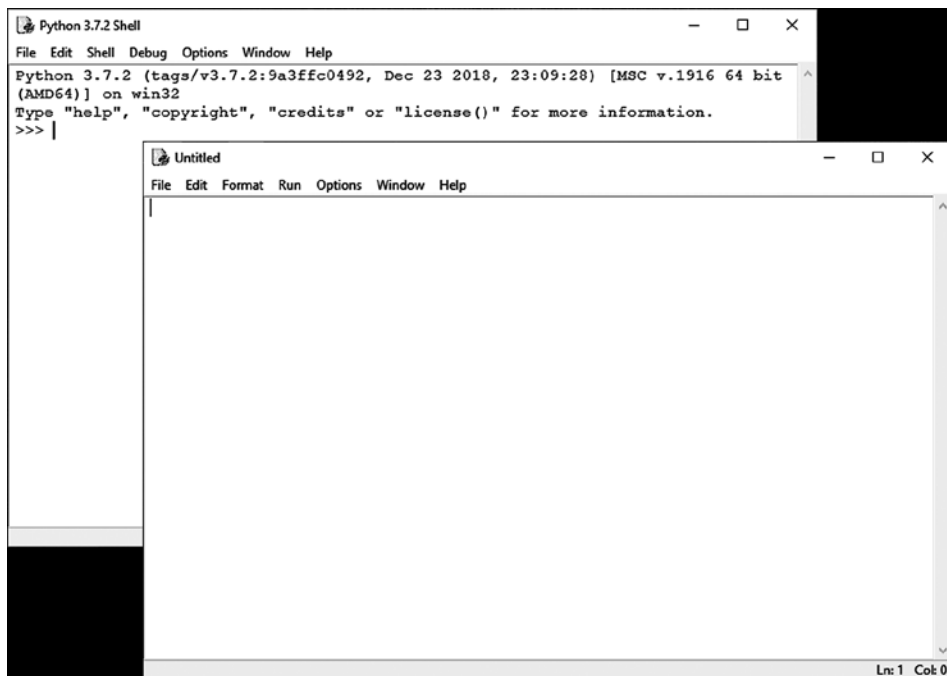 Python 3.7.2 Shell
File Edit Shell Debug Options Window Help
Python 3.7.2 (tags/v3.7.2:9a3ffc0492, Dec 23 2018, 23:09:28) [MSC v.1916 64 bit
(AMD64)] on win32
Type "help", "copyright", "credits" or "license()" for more information.
>>>
Untitled
File Edit Format Run Options Window Help
Ln: 1 Col: 0